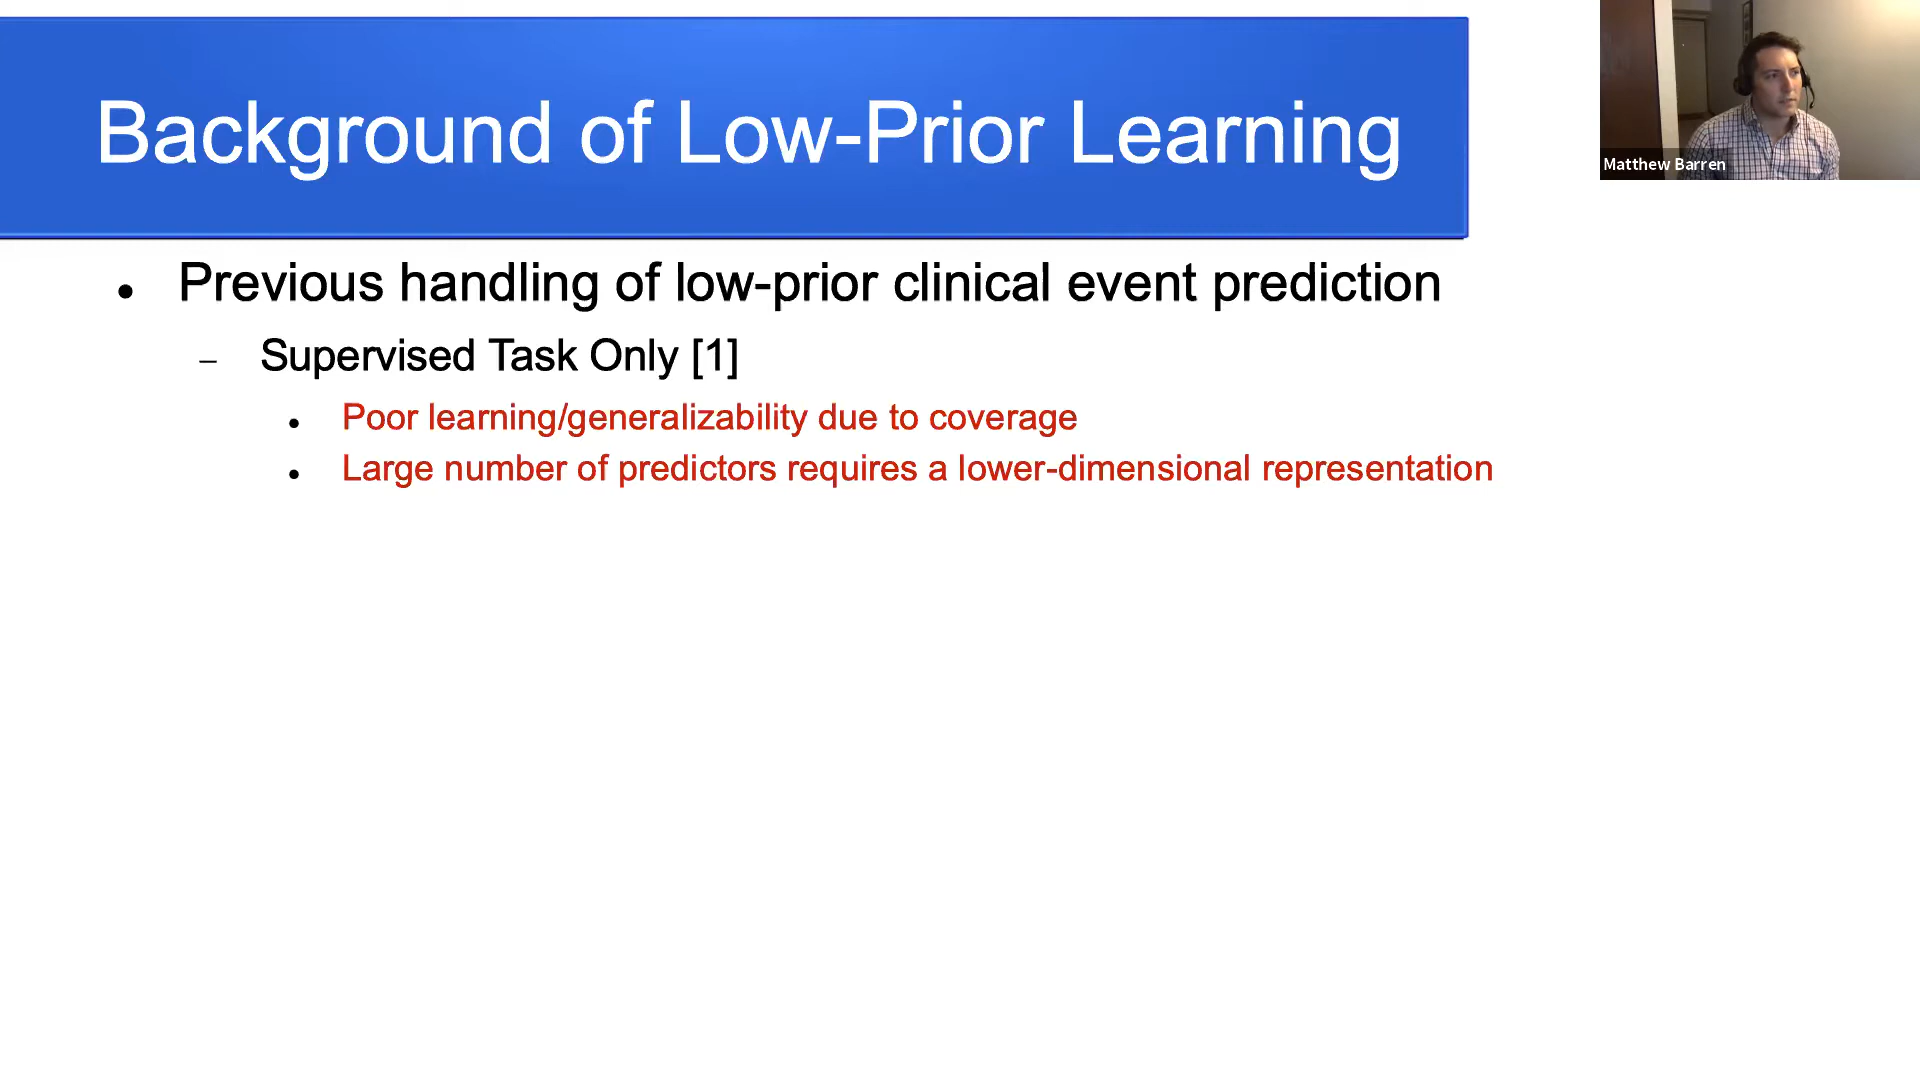 Background of Low-Prior Learning
Matthew Barren
• Previous handling of low-prior clinical event prediction
– Supervised Task Only [1]
• Poor learning/generalizability due to coverage
• Large number of predictors requires a lower-dimensional representation